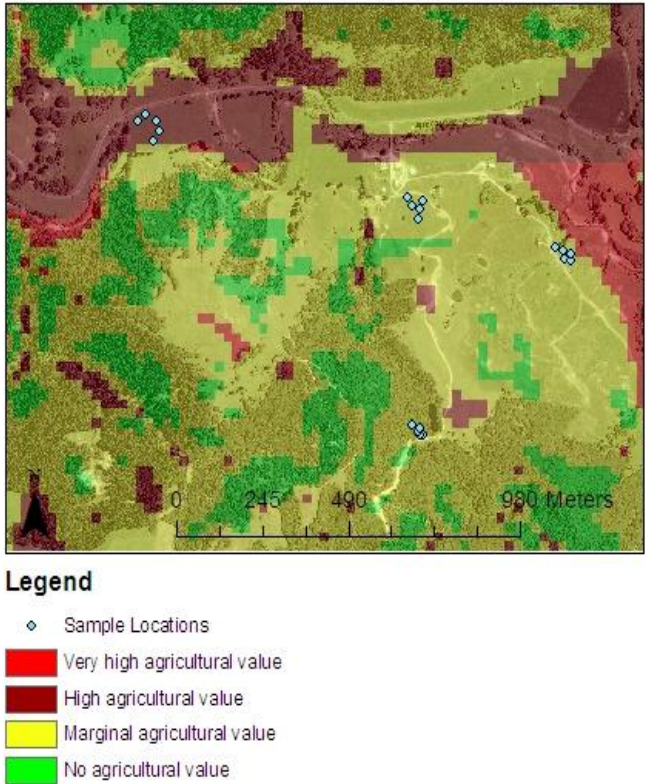 N
0 245 490 980 Meters
Legend
Sample Locations
Very high agricultural value
High agricultural value
Marginal agricultural value
No agricultural value